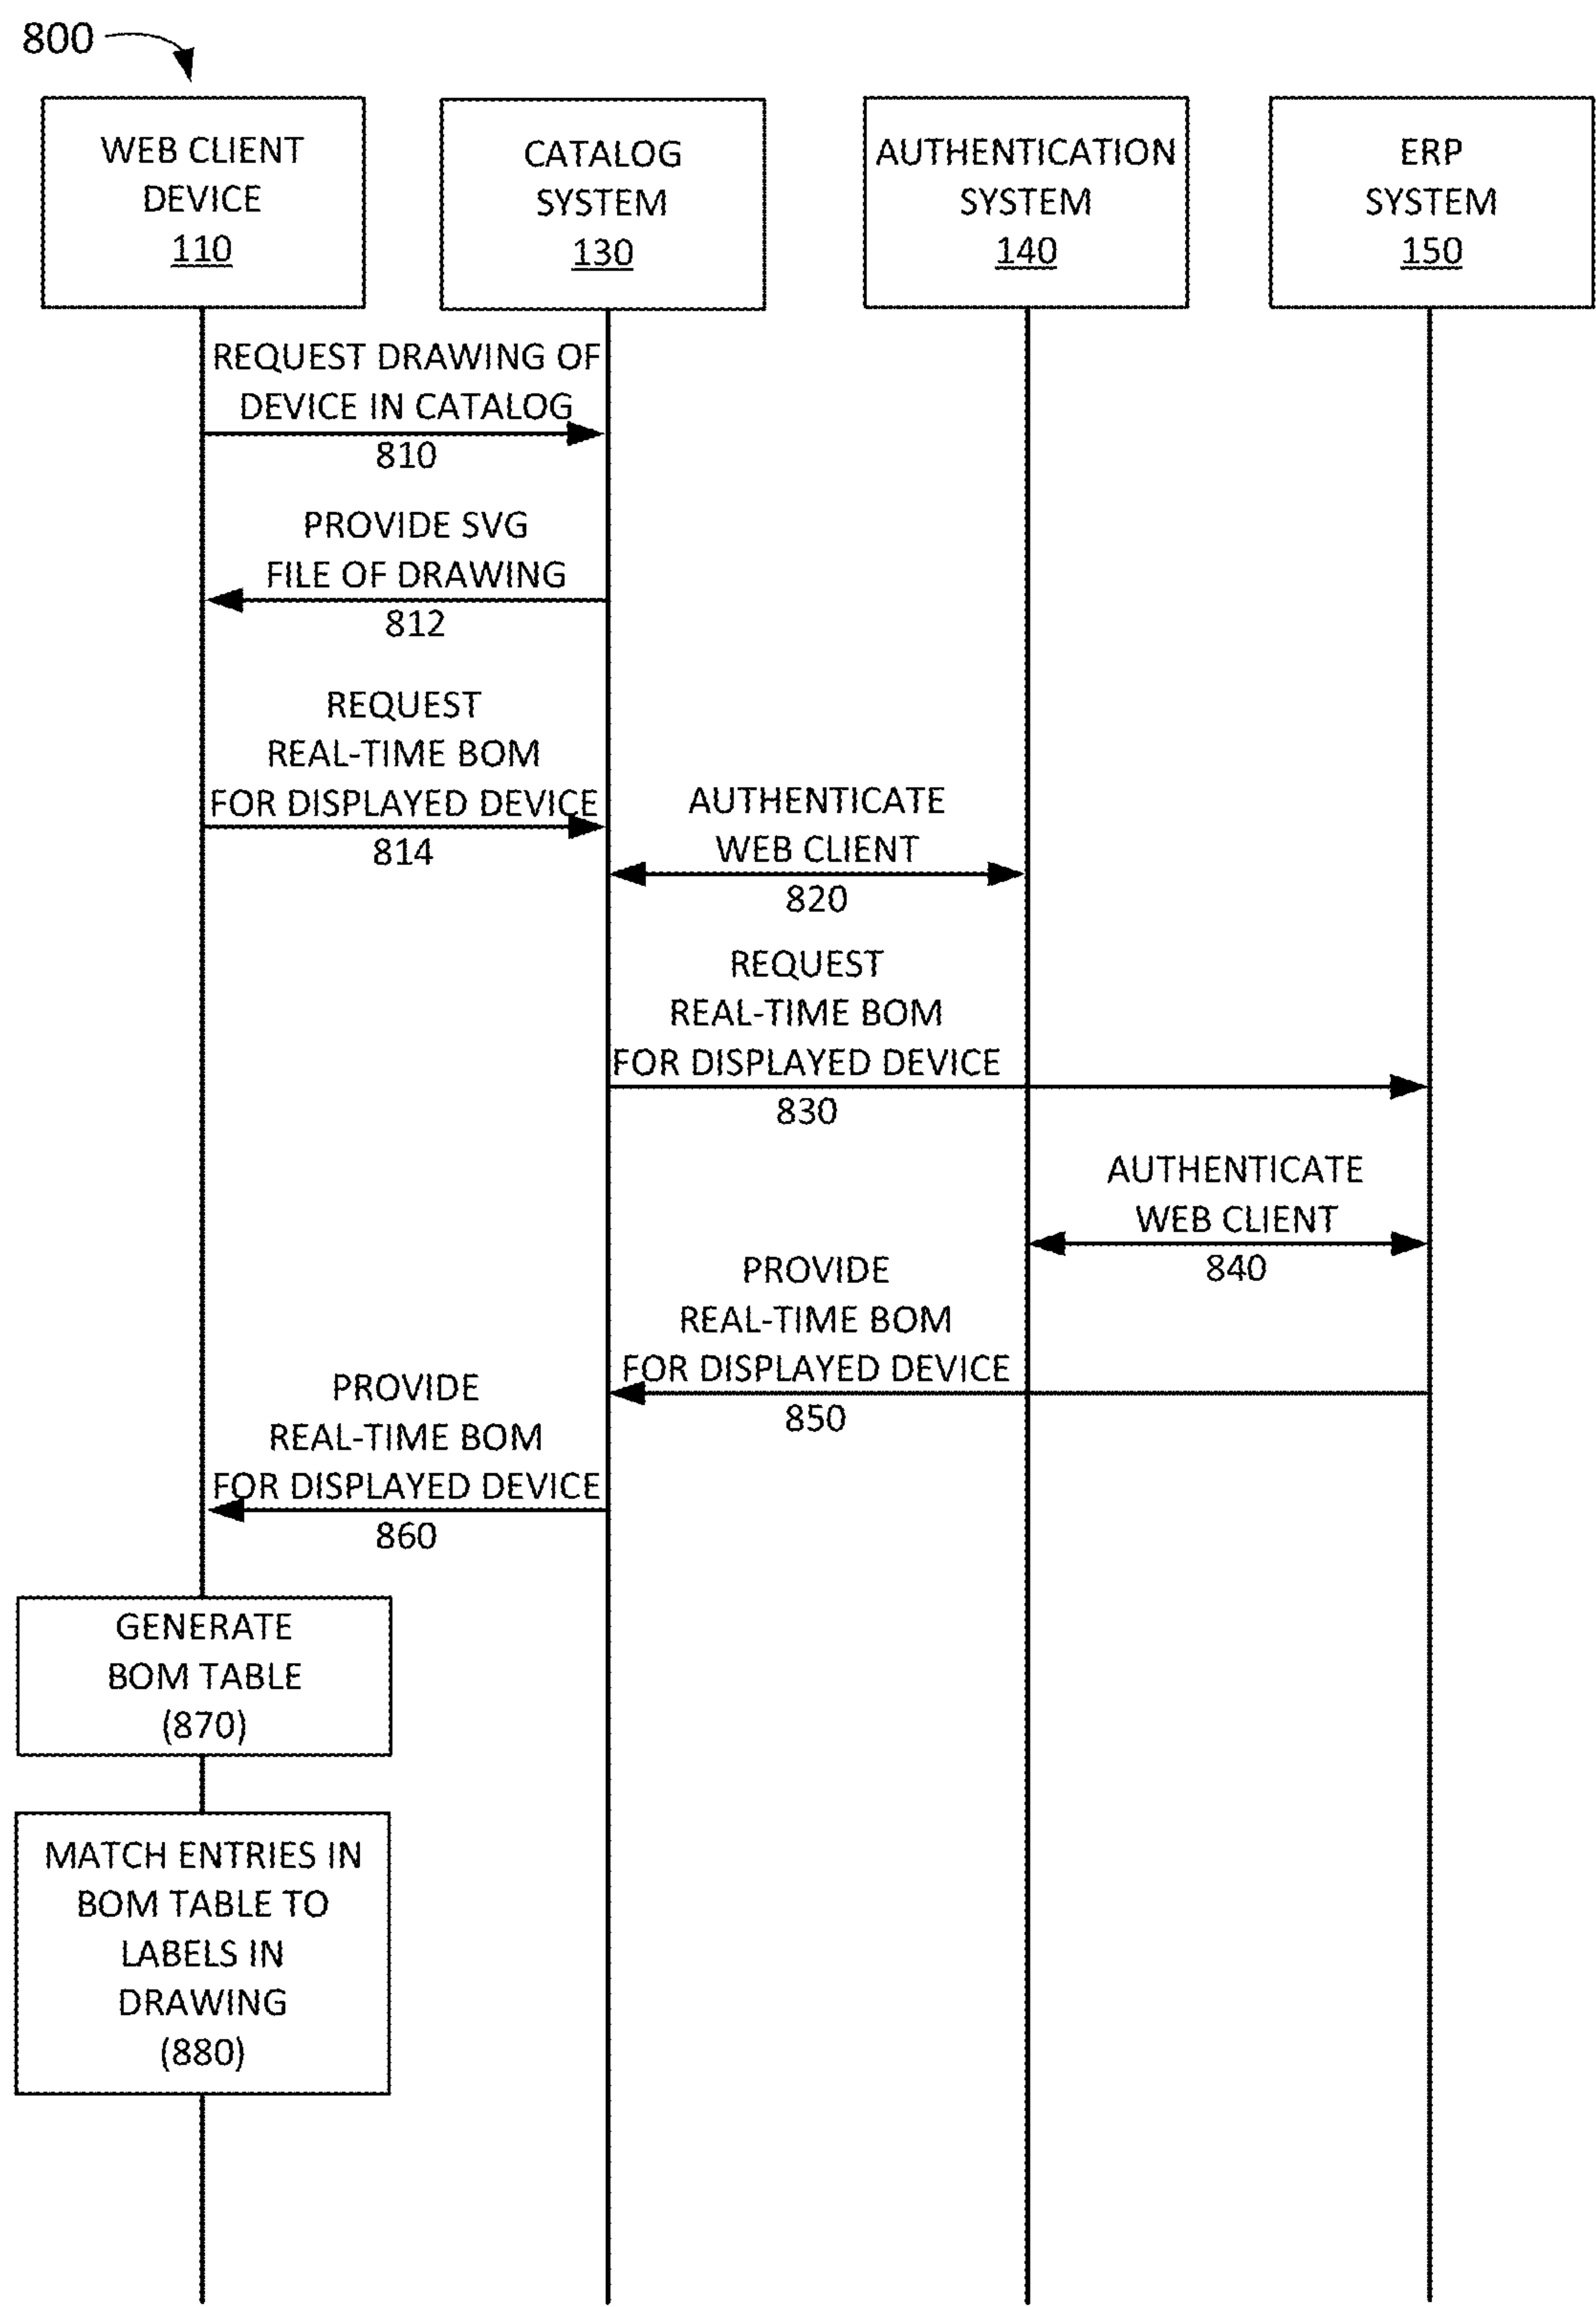 800
WEB CLIENT
DEVICE
110
CATALOG
SYSTEM
130
AUTHENTICATION
SYSTEM
140
ERP
SYSTEM
150
REQUEST DRAWING OF
DEVICE IN CATALOG
810
PROVIDE SVG
FILE OF DRAWING
812
REQUEST
REAL-TIME BOM
FOR DISPLAYED DEVICE
814
AUTHENTICATE
WEB CLIENT
820
REQUEST
REAL-TIME BOM
FOR DISPLAYED DEVICE
830
AUTHENTICATE
WEB CLIENT
840
PROVIDE
REAL-TIME BOM
FOR DISPLAYED DEVICE
850
PROVIDE
REAL-TIME BOM
FOR DISPLAYED DEVICE
860
GENERATE
BOM TABLE
(870)
MATCH ENTRIES IN
BOM TABLE TO
LABELS IN
DRAWING
(880)